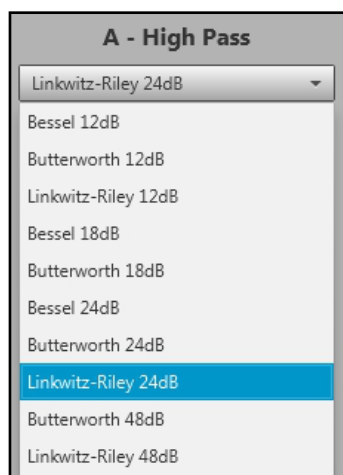 A - High Pass
Linkwitz-Riley 24dB
Bessel 12dB
Butterworth 12dB
Linkwitz-Riley 12dB
Bessel 18dB
Butterworth 18dB
Bessel 24dB
Butterworth 24dB
Linkwitz-Riley 24dB
Butterworth 48dB
Linkwitz-Riley 48dB